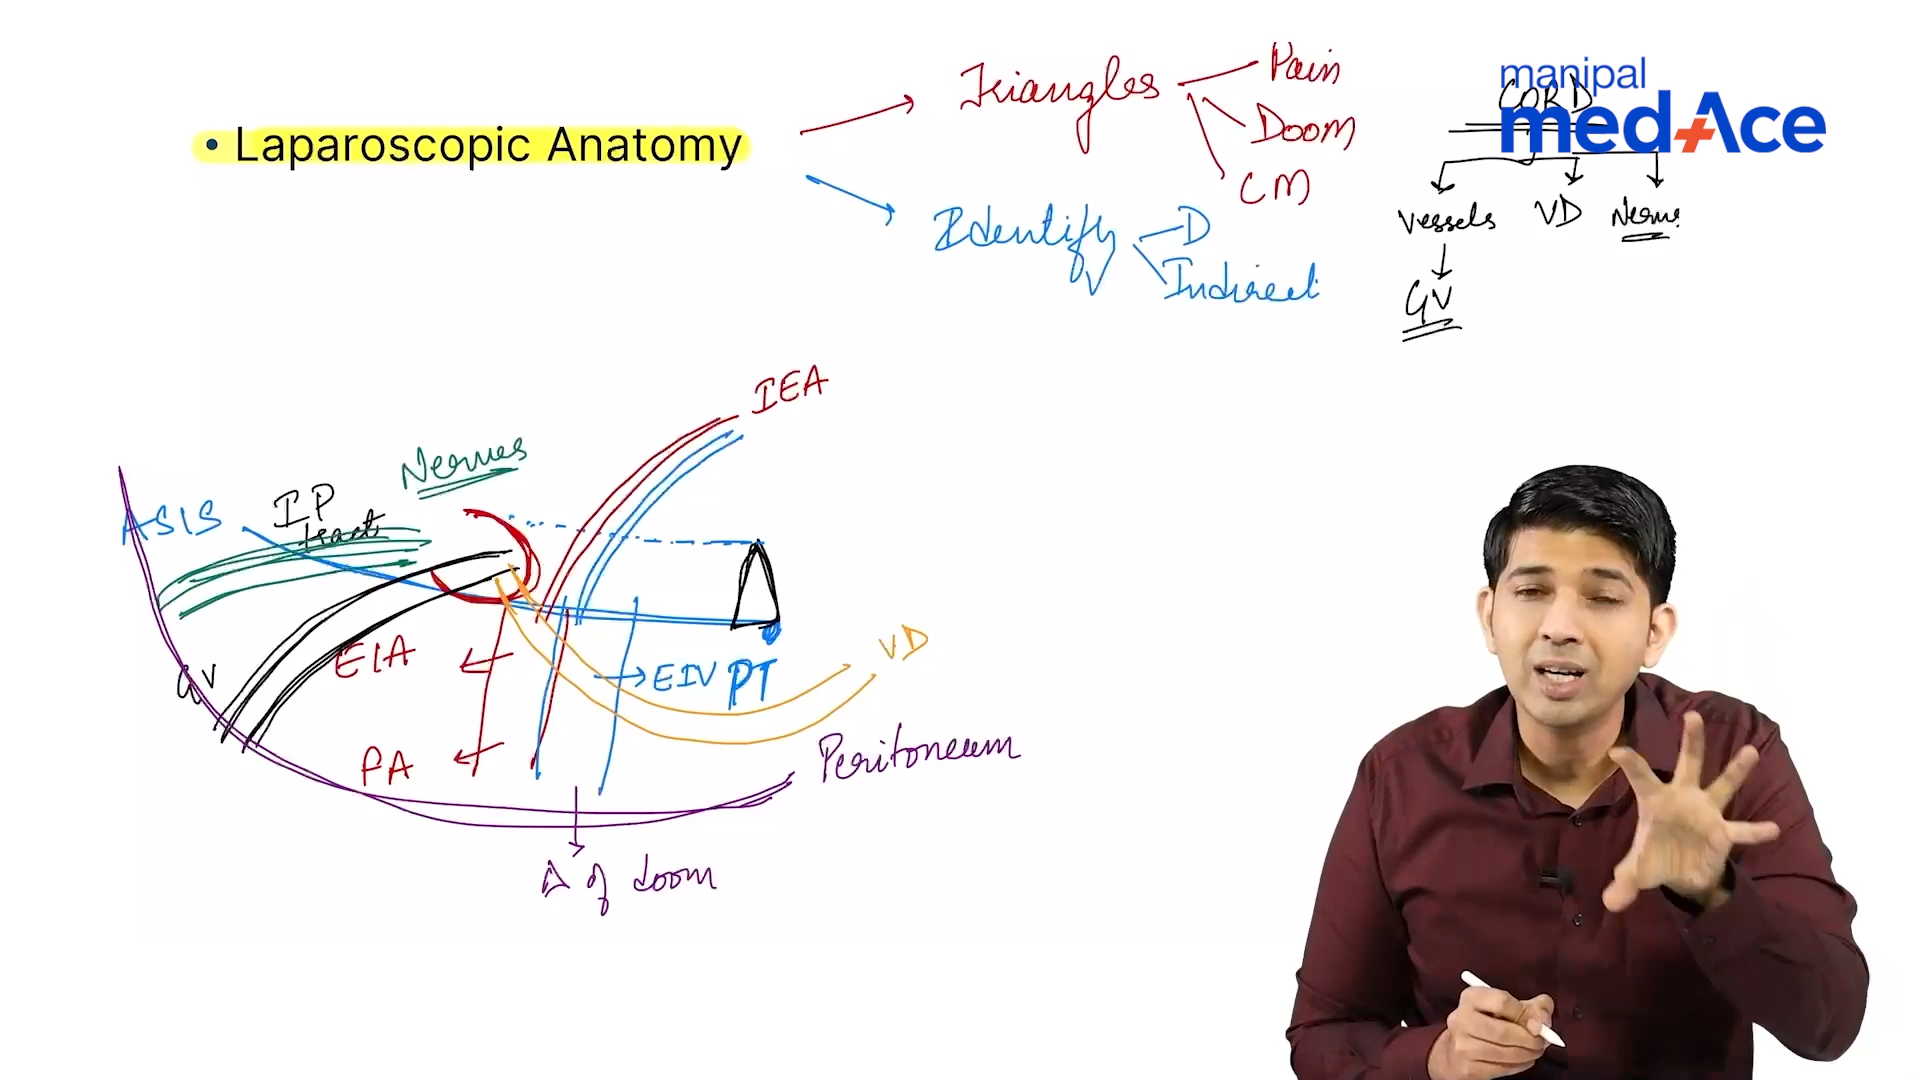 • Laparoscopic Anatomy
Triangles
Pain
Doom
CM
Identify
D
Indirect
manipal
medAce
CORD
Vessels
VD
Nerve
GV
IEA
Nerves
ASIS
IP
tract
EIA
EIV
PT
VD
GV
PA
Peritoneum
Δ of doom